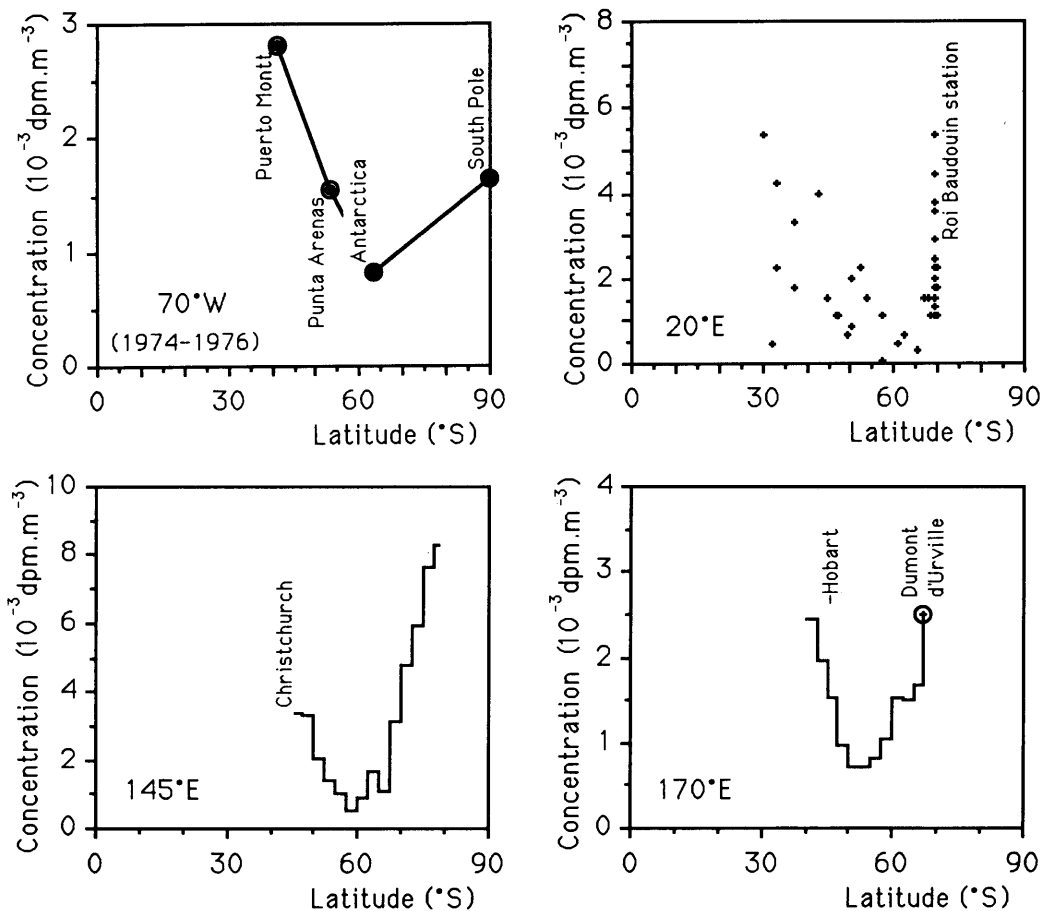 Concentration (10⁻³dpm.m⁻³)
3
2
1
0
Puerto Montt
Punta Arenas
Antarctica
South Pole
70°W
(1974-1976)
0 30 60 90
Latitude (°S)
Concentration (10⁻³dpm.m⁻³)
8
6
4
2
0
Roi Baudouin station
20°E
0 30 60 90
Latitude (°S)
Concentration (10⁻³dpm.m⁻³)
10
8
6
4
2
0
Christchurch
145°E
0 30 60 90
Latitude (°S)
Concentration (10⁻³dpm.m⁻³)
4
3
2
1
0
-Hobart
Dumont
d'Urville
170°E
0 30 60 90
Latitude (°S)